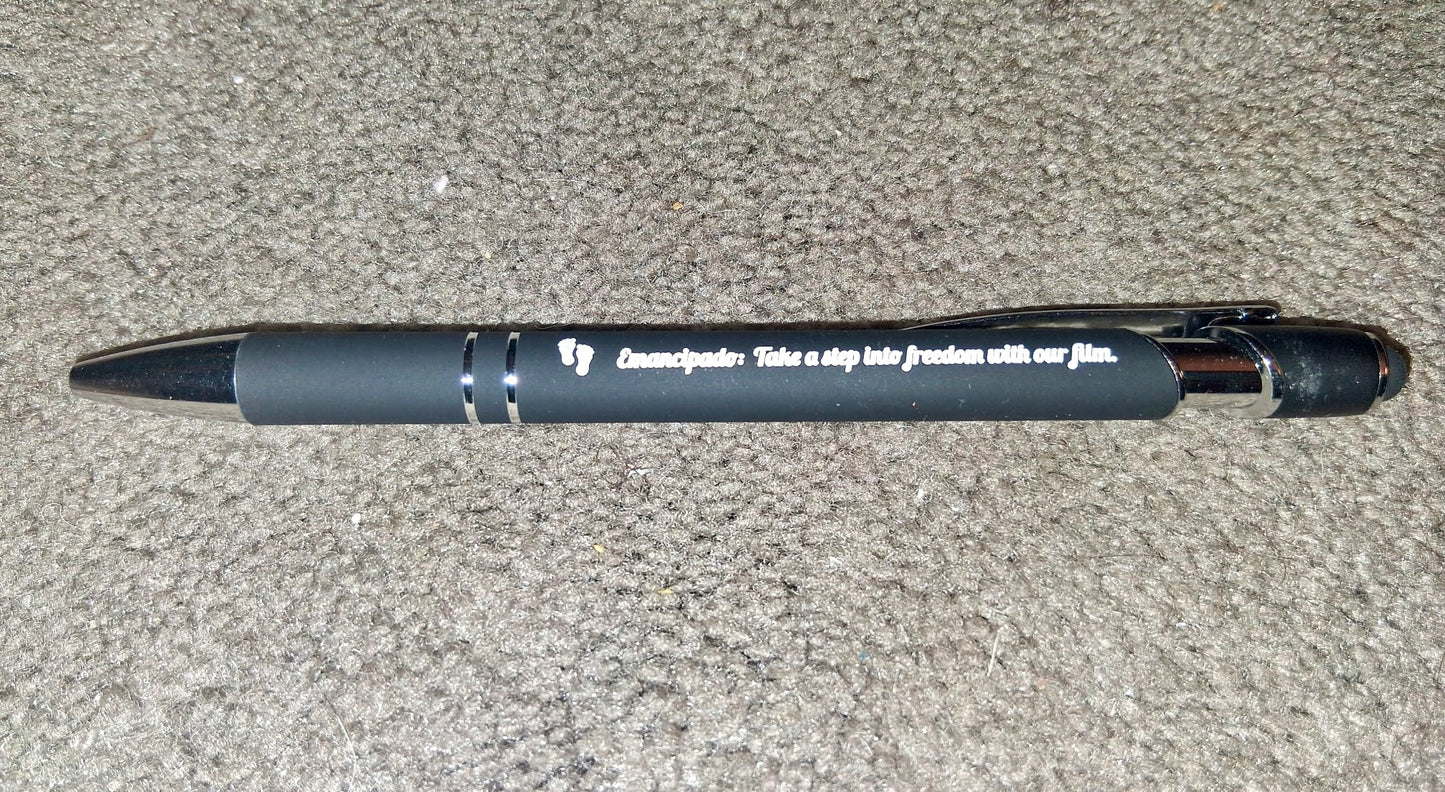 Emancipado: Take a step into freedom with our film.